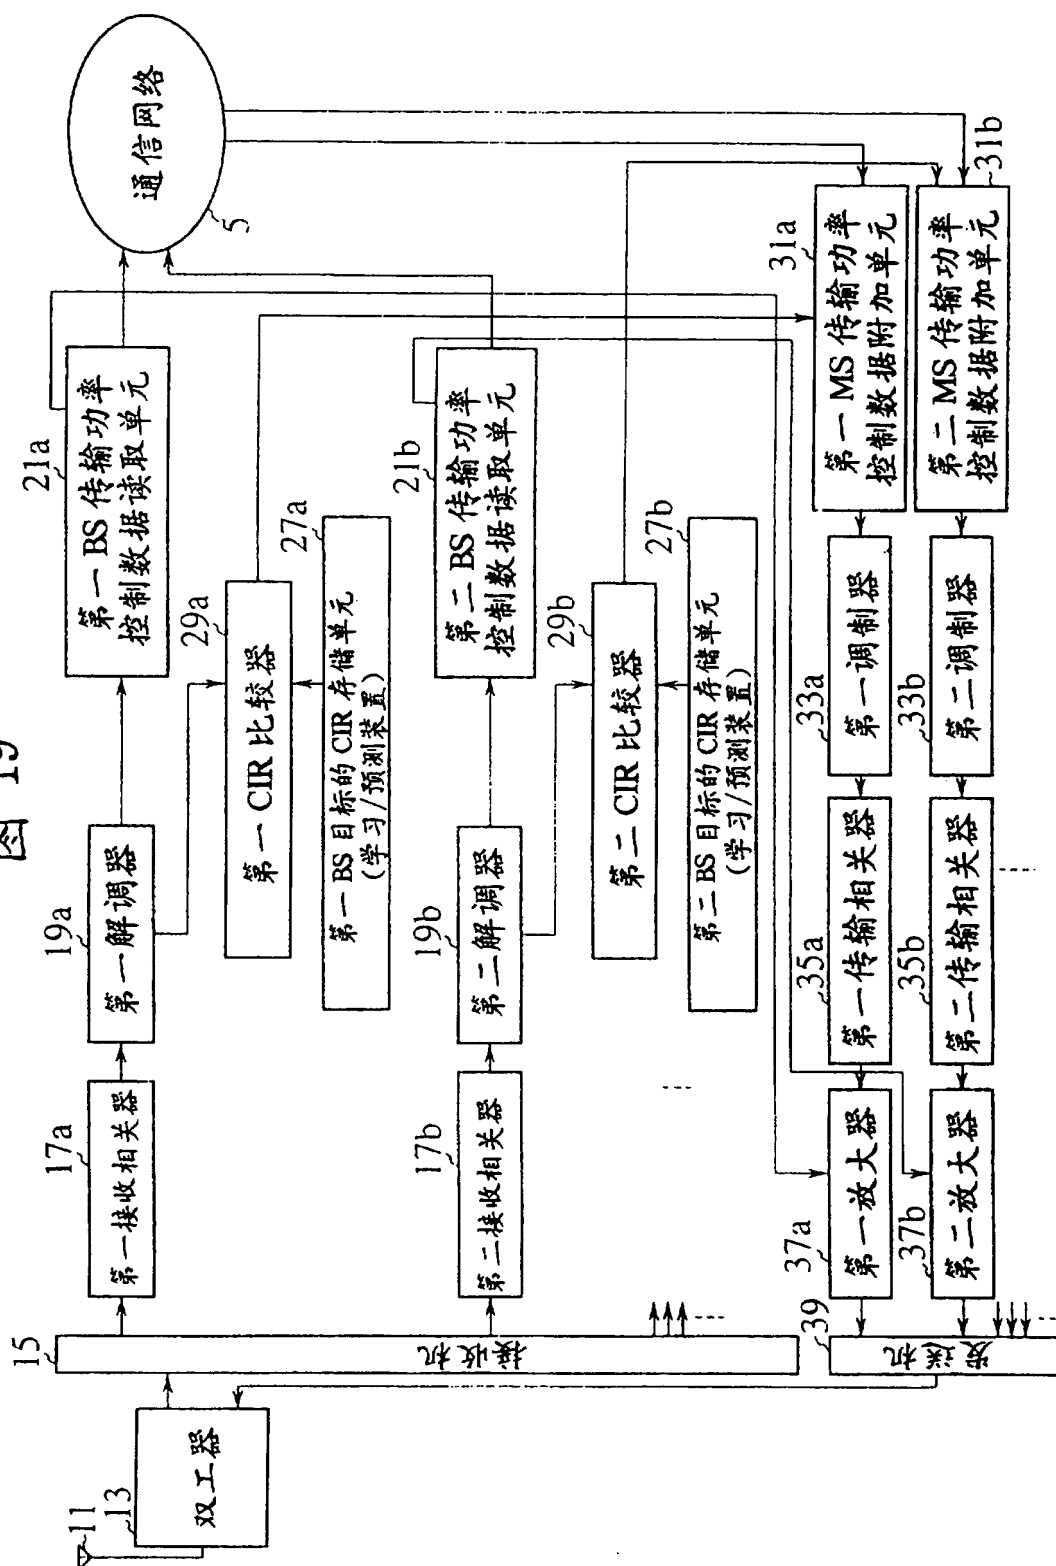 图 19
11
13
双工器
15
接收机
17a
第一接收相关器
19a
第一解调器
21a
第一 BS 传输功率
控制数据读取单元
通信网络
5
29a
第一 CIR 比较器
27a
第一 BS 目标的 CIR 存储单元
(学习/预测装置)
17b
第二接收相关器
19b
第二解调器
21b
第二 BS 传输功率
控制数据读取单元
29b
第二 CIR 比较器
27b
第二 BS 目标的 CIR 存储单元
(学习/预测装置)
39
发送机
37a
第一放大器
35a
第一传输相关器
33a
第一调制器
31a
第一 MS 传输功率
控制数据附加单元
37b
第二放大器
35b
第二传输相关器
33b
第二调制器
31b
第二 MS 传输功率
控制数据附加单元